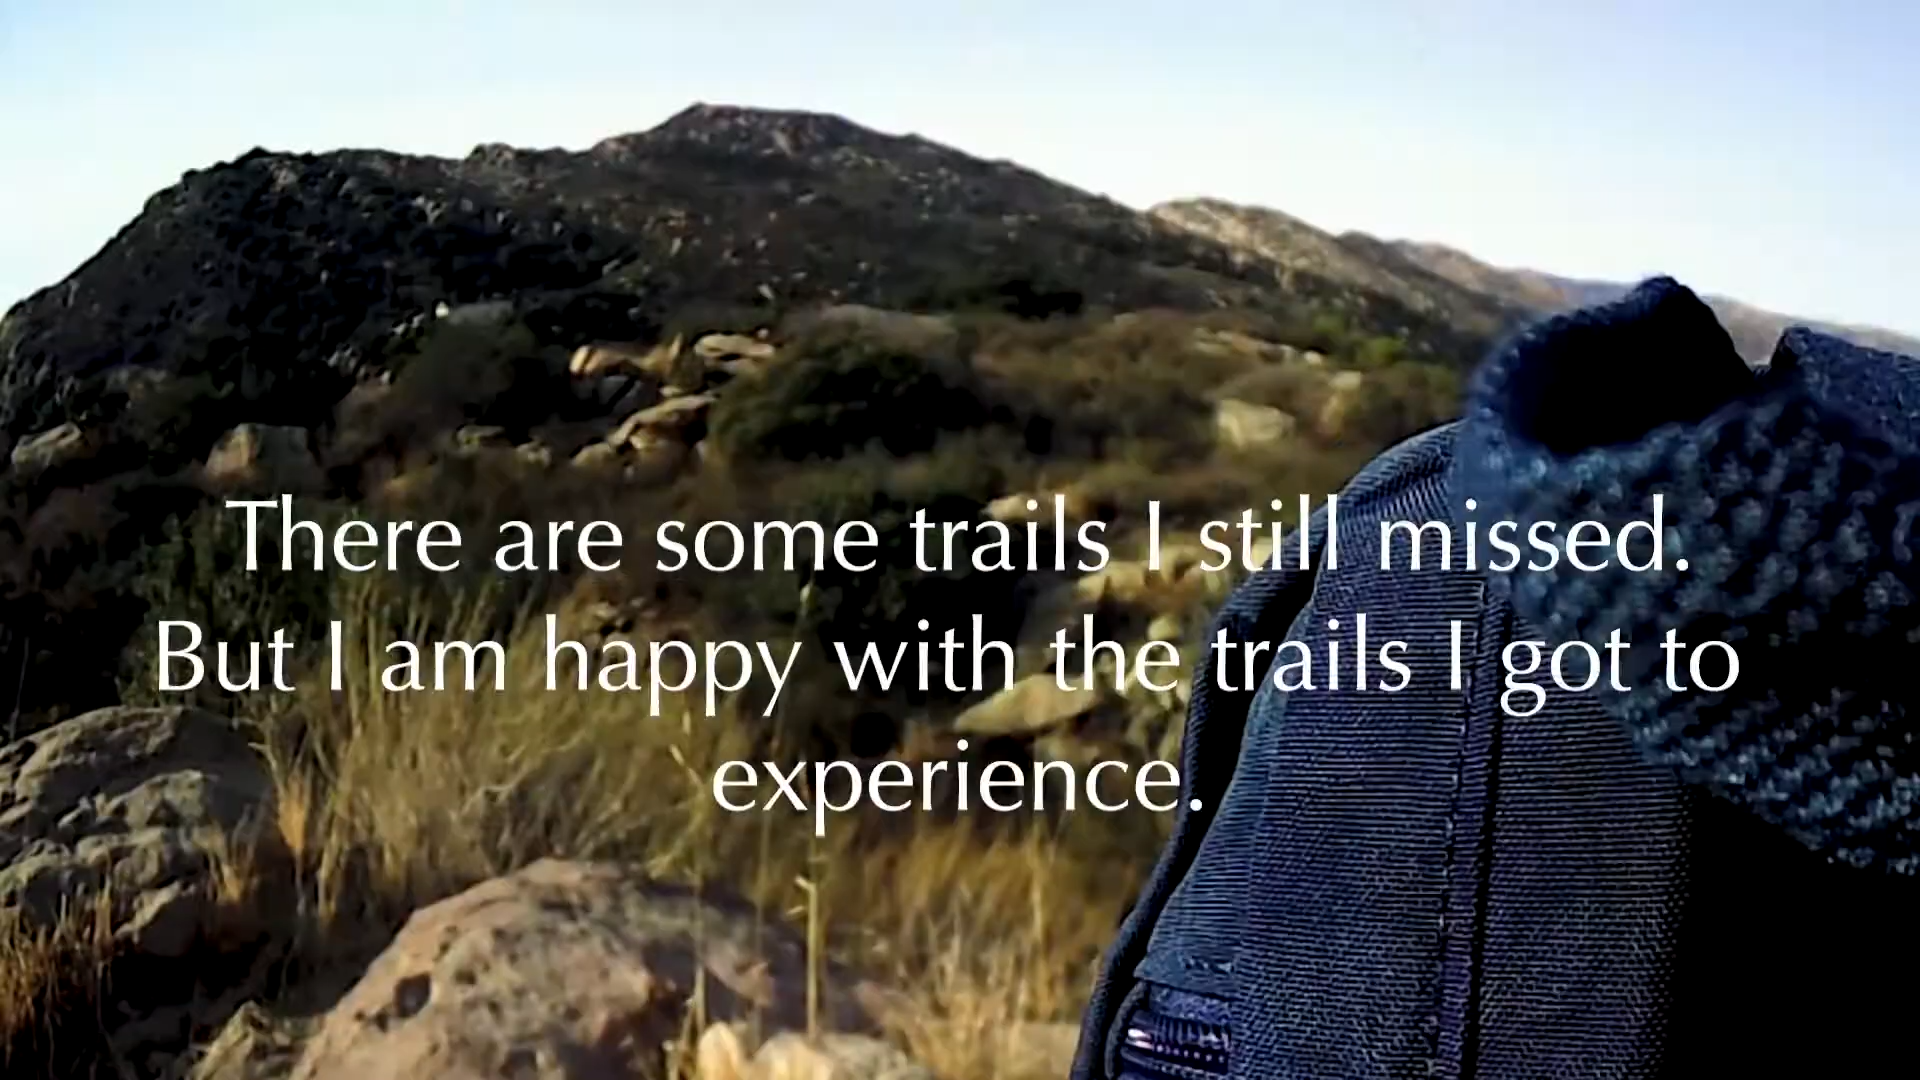 There are some trails I still missed.
But I am happy with the trails I got to
experience.